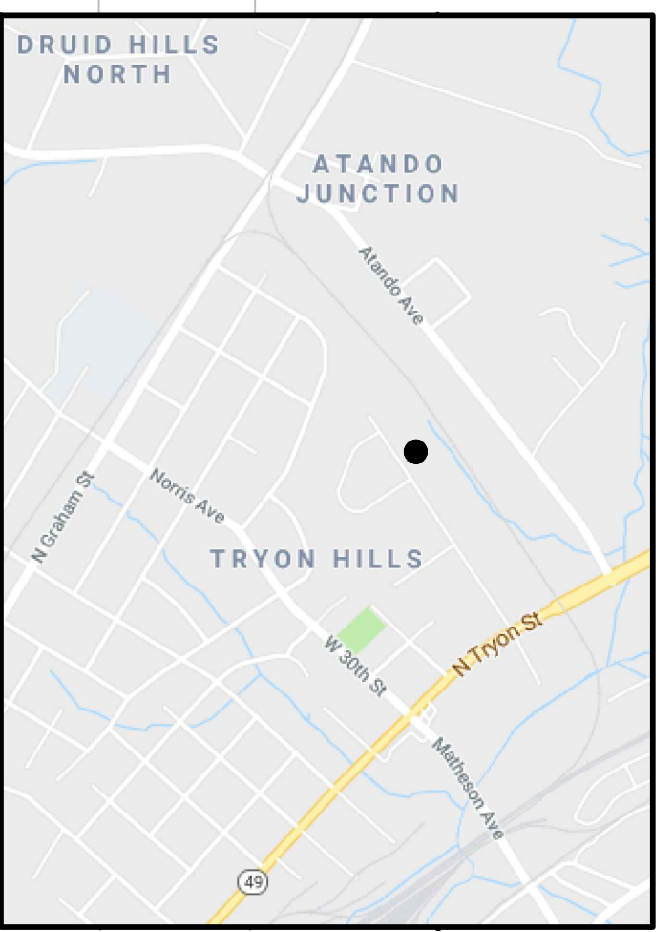 DRUID HILLS
NORTH
ATANDO
JUNCTION
Atando Ave
Norris Ave
N Graham St
TRYON HILLS
N Tryon St
W 30th St
Matheson Ave
49